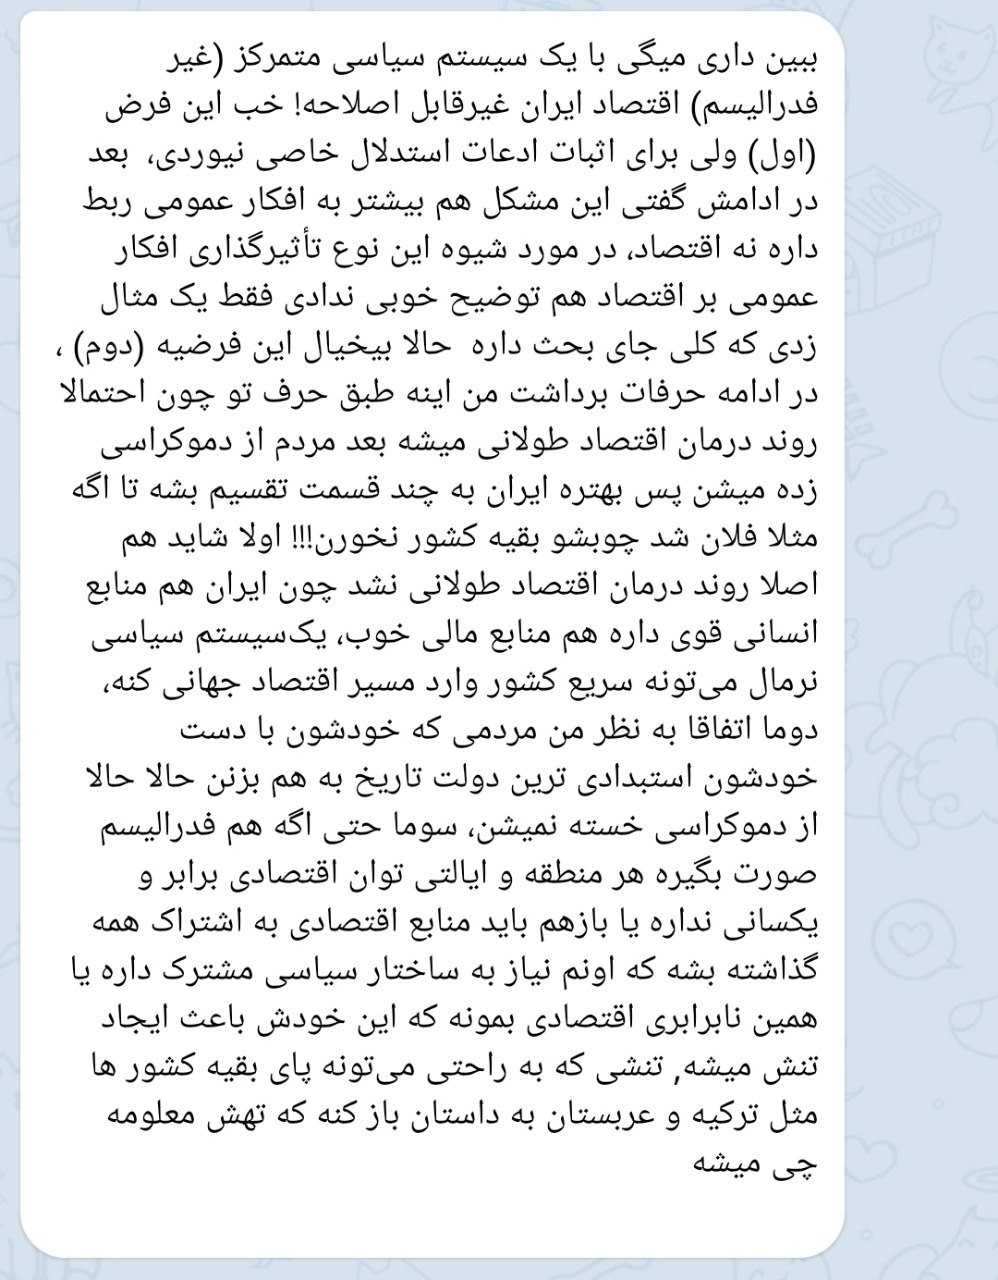 ببین داری میگی با یک سیستم سیاسی متمرکز (غیر
فدرالیسم) اقتصاد ایران غیرقابل اصلاحه! خب این فرض
(اول) ولی برای اثبات ادعات استدلال خاصی نیوردی، بعد
در ادامش گفتی این مشکل هم بیشتر به افکار عمومی ربط
داره نه اقتصاد، در مورد شیوه این نوع تأثیرگذاری افکار
عمومی بر اقتصاد هم توضیح خوبی ندادی فقط یک مثال
زدی که کلی جای بحث داره حالا بیخیال این فرضیه (دوم) ،
در ادامه حرفات برداشت من اینه طبق حرف تو چون احتمالا
روند درمان اقتصاد طولانی میشه بعد مردم از دموکراسی
زده میشن پس بهتره ایران به چند قسمت تقسیم بشه تا اگه
مثلا فلان شد چوبشو بقیه کشور نخورن!!! اولا شاید هم
اصلا روند درمان اقتصاد طولانی نشد چون ایران هم منابع
انسانی قوی داره هم منابع مالی خوب، یک‌سیستم سیاسی
نرمال می‌تونه سریع کشور وارد مسیر اقتصاد جهانی کنه،
دوما اتفاقا به نظر من مردمی که خودشون با دست
خودشون استبدادی ترین دولت تاریخ به هم بزنن حالا حالا
از دموکراسی خسته نمیشن، سوما حتی اگه هم فدرالیسم
صورت بگیره هر منطقه و ایالتی توان اقتصادی برابر و
یکسانی نداره یا بازهم باید منابع اقتصادی به اشتراک همه
گذاشته بشه که اونم نیاز به ساختار سیاسی مشترک داره یا
همین نابرابری اقتصادی بمونه که این خودش باعث ایجاد
تنش میشه, تنشی که به راحتی می‌تونه پای بقیه کشور ها
مثل ترکیه و عربستان به داستان باز کنه که تهش معلومه
چی میشه